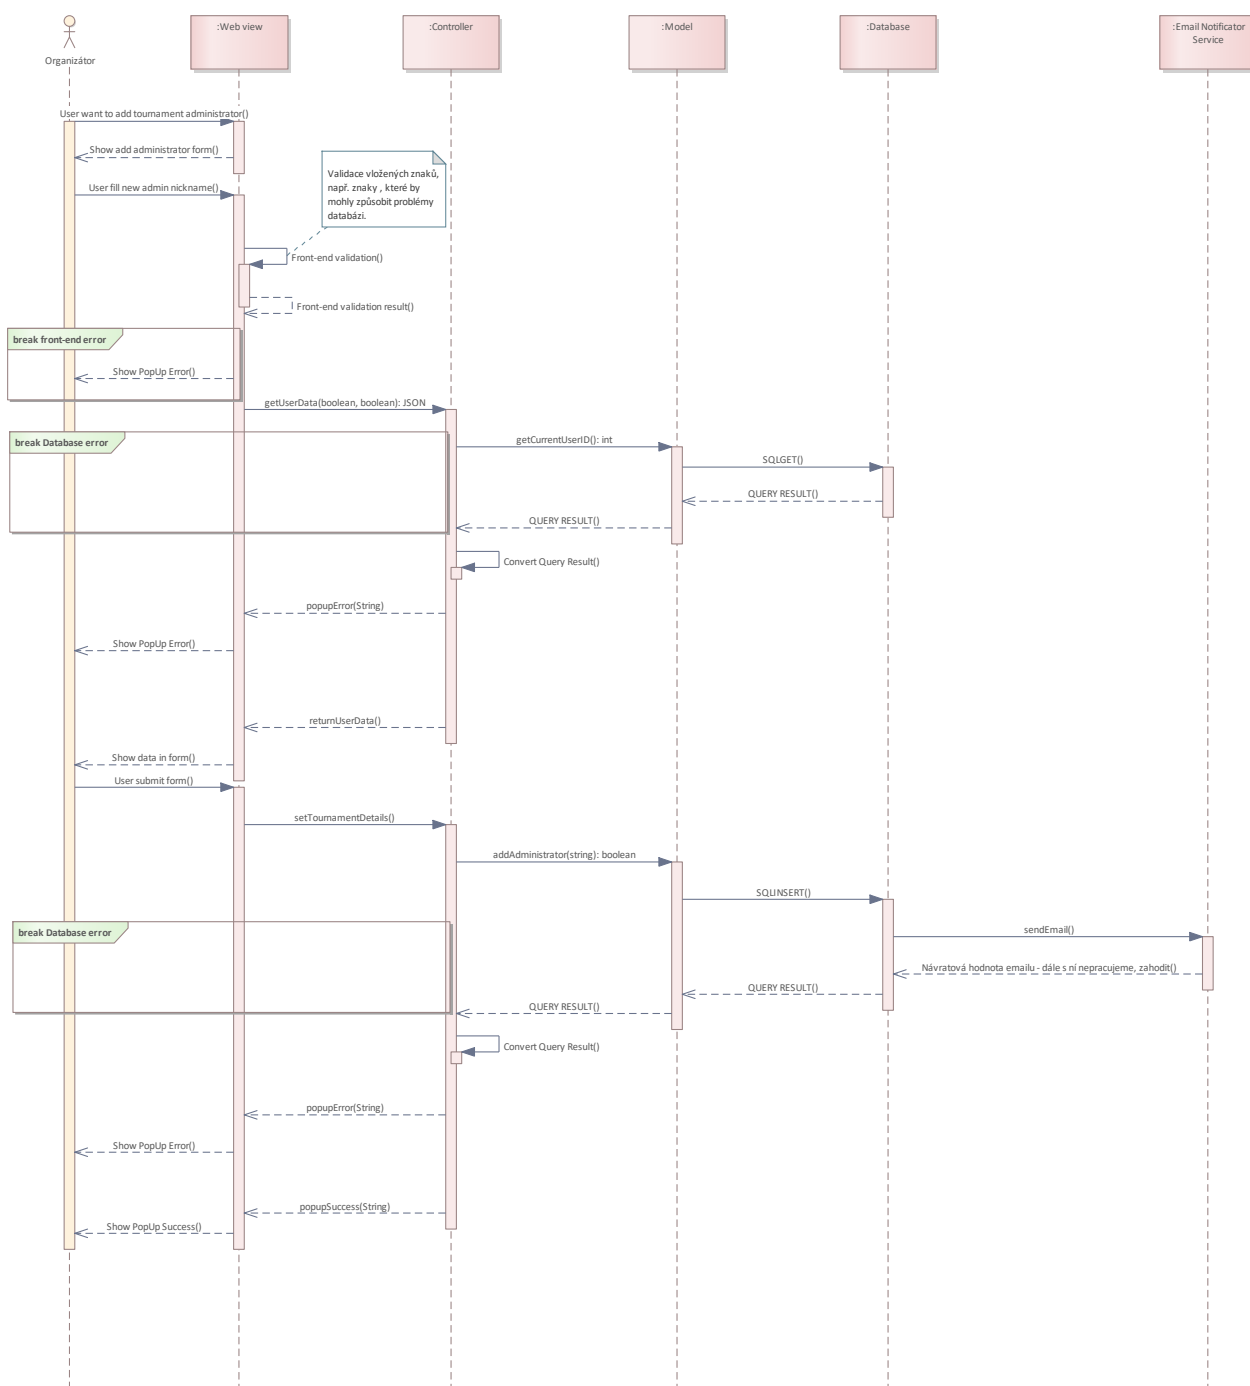 :Web view
:Controller
:Model
:Database
:Email Notificator
Service
Organizátor
User want to add tournament administrator()
Show add administrator form()
Validace vložených znaků,
např. znaky , které by
mohly způsobit problémy
databázi.
User fill new admin nickname()
Front-end validation()
Front-end validation result()
break front-end error
Show PopUp Error()
getUserData(boolean, boolean): JSON
break Database error
getCurrentUserID(): int
SQLGET()
QUERY RESULT()
QUERY RESULT()
Convert Query Result()
popupError(String)
Show PopUp Error()
returnUserData()
Show data in form()
User submit form()
setTournamentDetails()
addAdministrator(string): boolean
SQLINSERT()
break Database error
sendEmail()
Návratová hodnota emailu - dále s ní nepracujeme, zahodit()
QUERY RESULT()
QUERY RESULT()
Convert Query Result()
popupError(String)
Show PopUp Error()
popupSuccess(String)
Show PopUp Success()